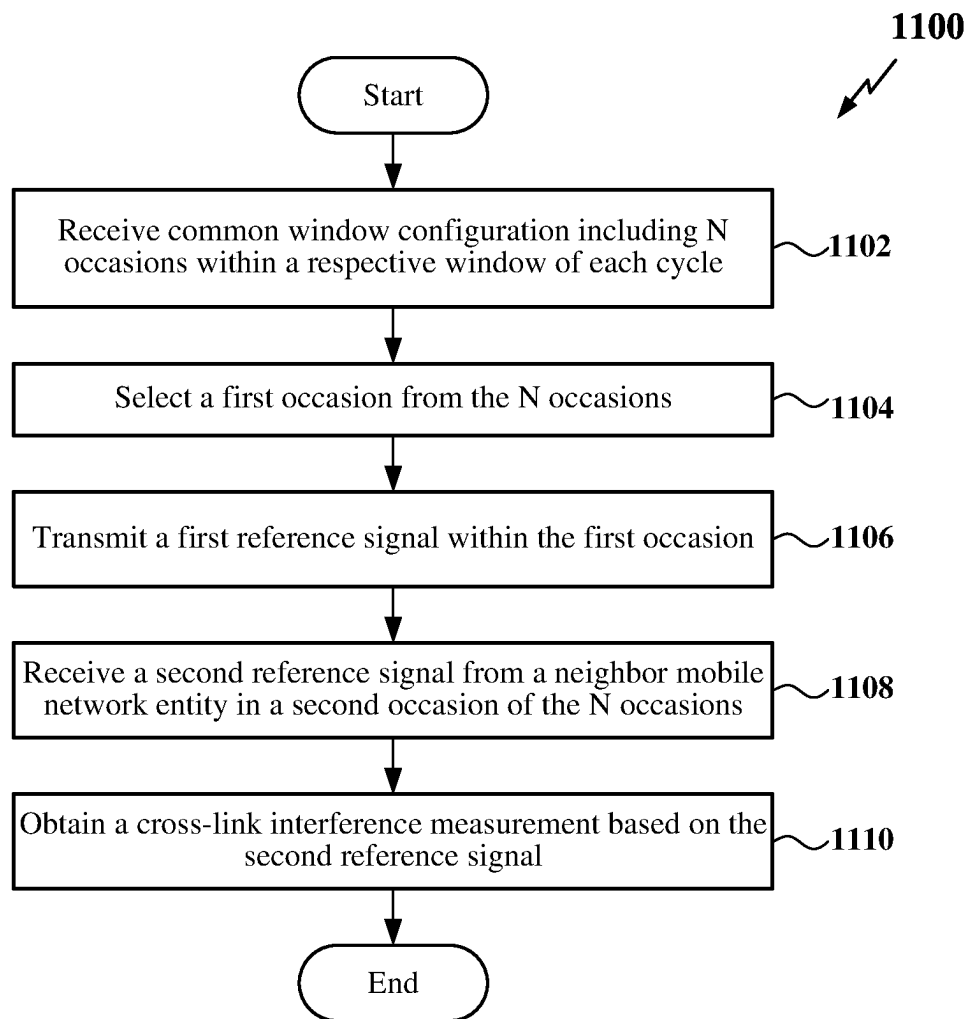 1100
Start
Receive common window configuration including N
occasions within a respective window of each cycle
1102
Select a first occasion from the N occasions
1104
Transmit a first reference signal within the first occasion
1106
Receive a second reference signal from a neighbor mobile
network entity in a second occasion of the N occasions
1108
Obtain a cross-link interference measurement based on the
second reference signal
1110
End